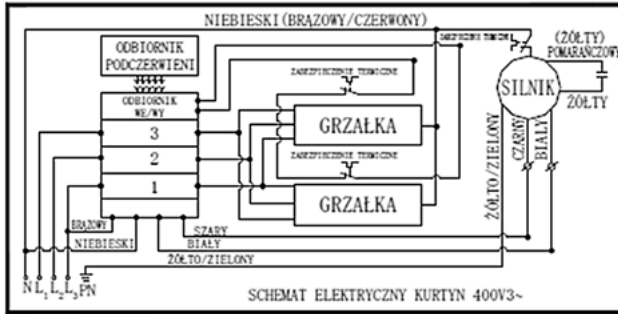 NIEBIESKI(BRĄZOWY/CZERWONY)
ODBIORNIK
PODCZERWIENI
ODBIORNIK
WE/WY
3
2
1
ZABEZPIECZENIE TERMICZNE
GRZAŁKA
ZABEZPIECZENIE TERMICZNE
GRZAŁKA
ZABEZPIECZENIE TERMICZNE
(ŻÓŁTY)
POMARAŃCZOWY
SILNIK
ŻÓŁTY
ŻÓŁTO/ZIELONY
CZARNY
BIAŁY
BRĄZOWY
SZARY
NIEBIESKI
BIAŁY
ŻÓŁTO/ZIELONY
N L1 L2 L3 PN
SCHEMAT ELEKTRYCZNY KURTYN 400V3~